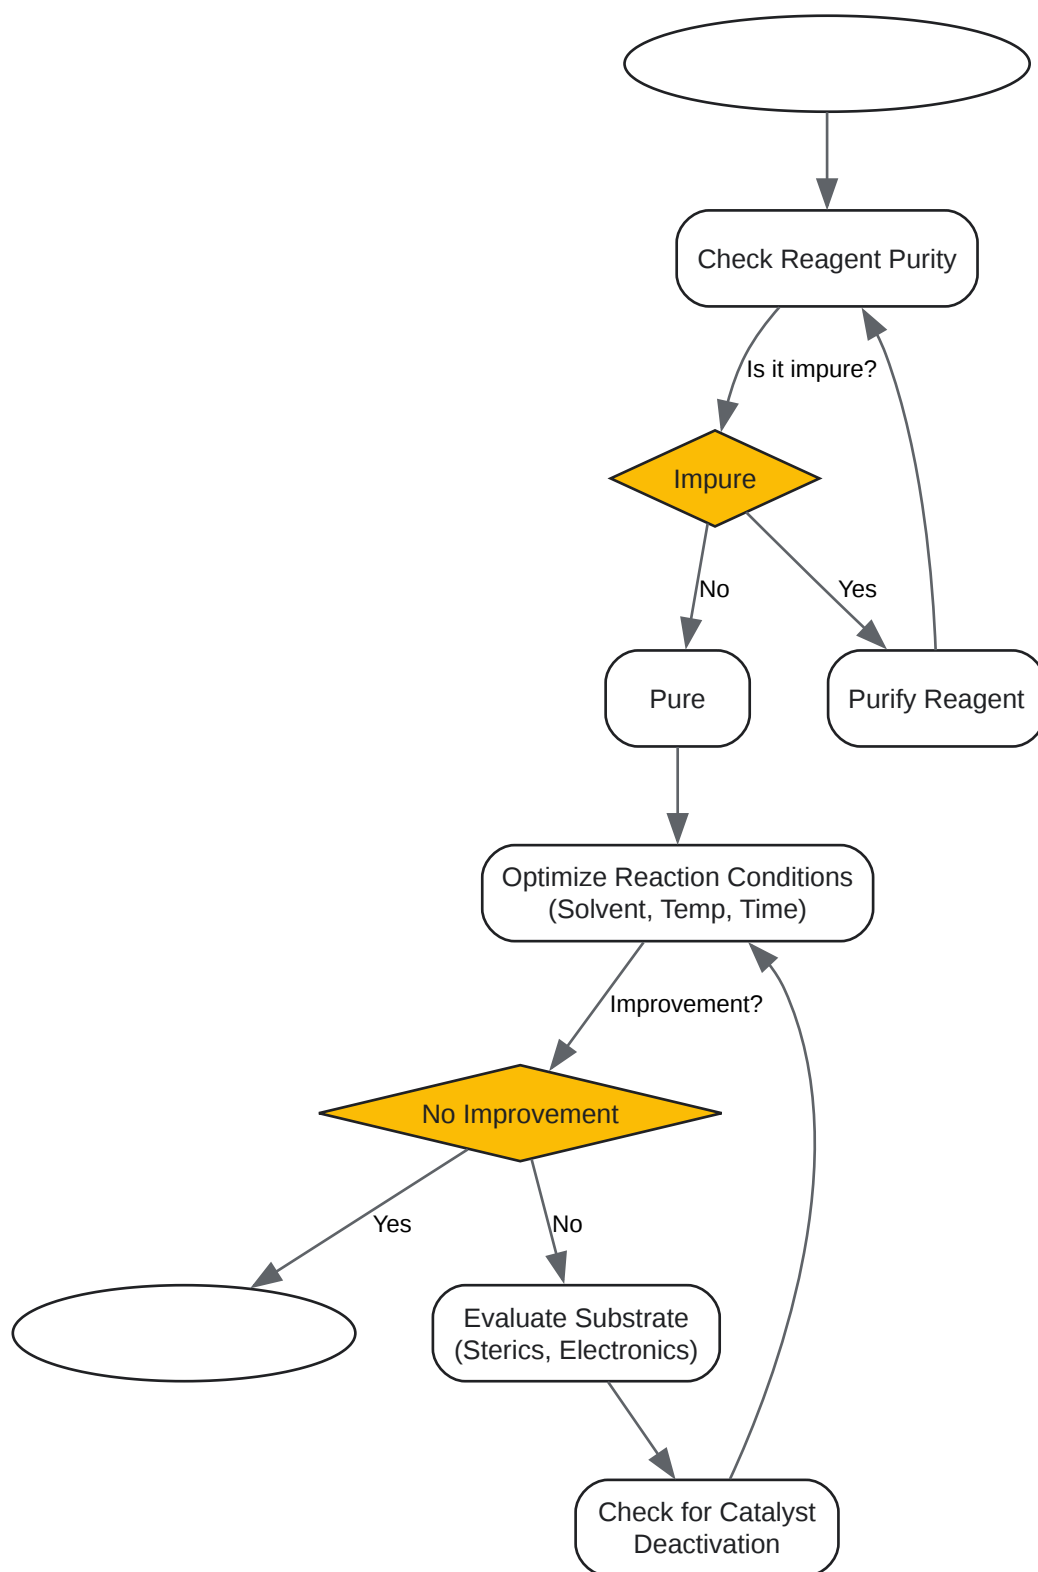 Check Reagent Purity
Is it impure?
Impure
No
Yes
Pure
Purify Reagent
Optimize Reaction Conditions
(Solvent, Temp, Time)
Improvement?
No Improvement
Yes
No
Evaluate Substrate
(Sterics, Electronics)
Check for Catalyst
Deactivation